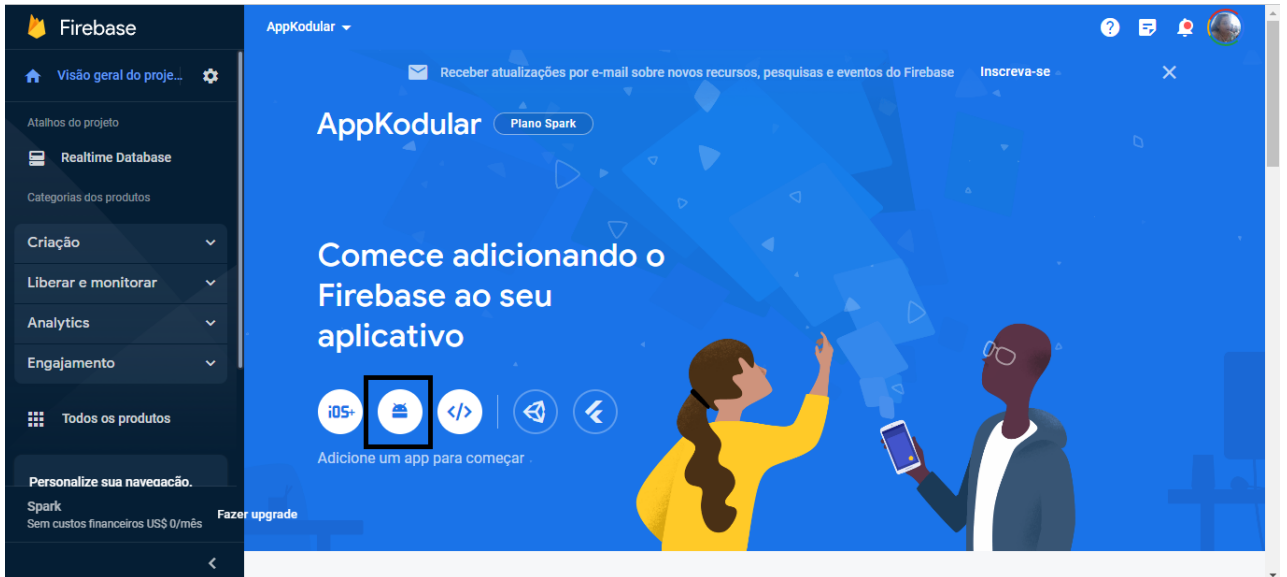 Firebase
AppKodular
Visão geral do proje...
Receber atualizações por e-mail sobre novos recursos, pesquisas e eventos do Firebase Inscreva-se
Atalhos do projeto
Realtime Database
Categorias dos produtos
Criação
Liberar e monitorar
Analytics
Engajamento
Todos os produtos
Personalize sua navegação.
Spark
Sem custos financeiros US$ 0/mês
Fazer upgrade
AppKodular Plano Spark
Comece adicionando o
Firebase ao seu
aplicativo
iOS+ </>
Adicione um app para começar